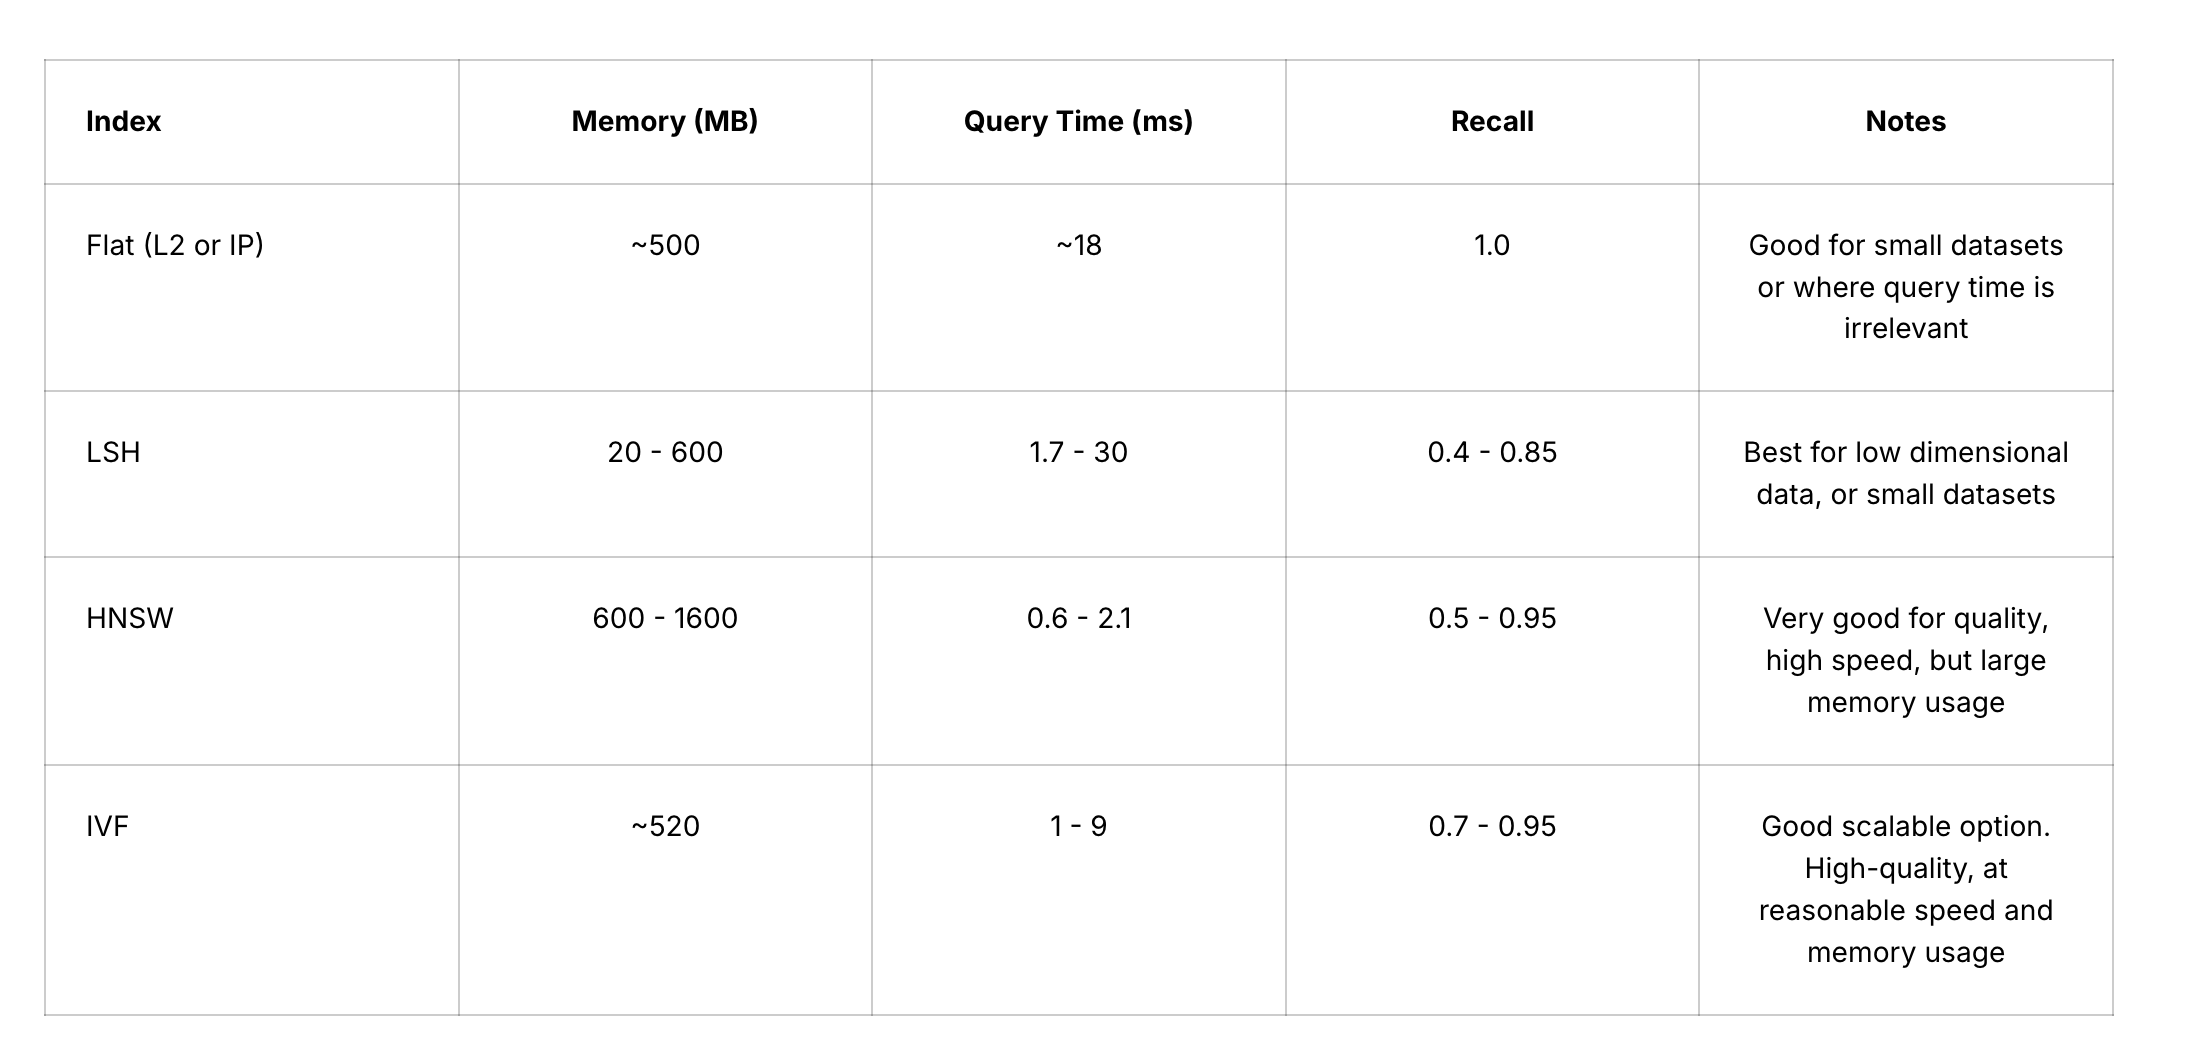 Index Memory (MB) Query Time (ms) Recall Notes
Flat (L2 or IP) ~500 ~18 1.0 Good for small datasets
or where query time is
irrelevant
LSH 20 - 600 1.7 - 30 0.4 - 0.85 Best for low dimensional
data, or small datasets
HNSW 600 - 1600 0.6 - 2.1 0.5 - 0.95 Very good for quality,
high speed, but large
memory usage
IVF ~520 1 - 9 0.7 - 0.95 Good scalable option.
High-quality, at
reasonable speed and
memory usage